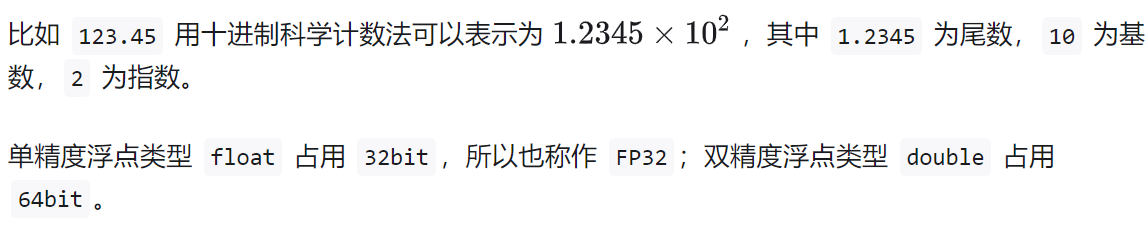 比如 123.45 用十进制科学计数法可以表示为 1.2345 × 10² ，其中 1.2345 为尾数， 10 为基
数， 2 为指数。
单精度浮点类型 float 占用 32bit ，所以也称作 FP32 ；双精度浮点类型 double 占用
64bit 。